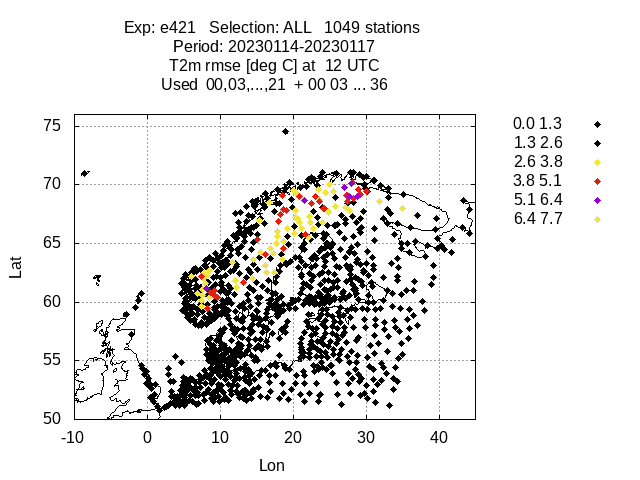 Exp: e421 Selection: ALL 1049 stations
Period: 20230114-20230117
T2m rmse [deg C] at 12 UTC
Used 00,03,...,21 + 00 03 ... 36
75
70
65
60
55
50
Lat
-10 0 10 20 30 40
Lon
0.0 1.3
1.3 2.6
2.6 3.8
3.8 5.1
5.1 6.4
6.4 7.7